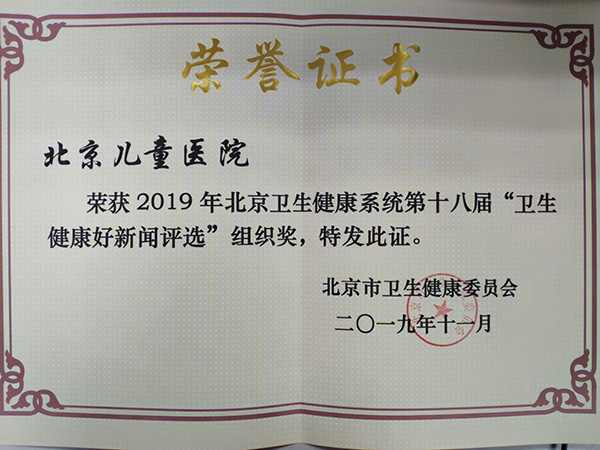 荣誉证书
北京儿童医院
荣获2019年北京卫生健康系统第十八届“卫生
健康好新闻评选”组织奖，特发此证。
北京市卫生健康委员会
二〇一九年十一月